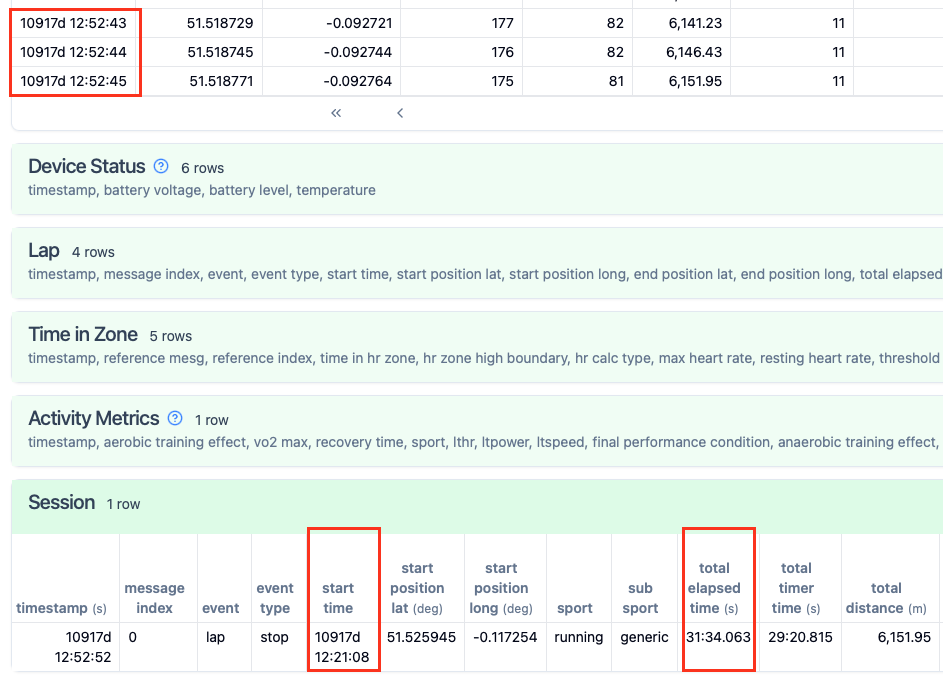 10917d 12:52:43 51.518729 -0.092721 177 82 6,141.23 11
10917d 12:52:44 51.518745 -0.092744 176 82 6,146.43 11
10917d 12:52:45 51.518771 -0.092764 175 81 6,151.95 11
« ‹
Device Status ? 6 rows
timestamp, battery voltage, battery level, temperature
Lap 4 rows
timestamp, message index, event, event type, start time, start position lat, start position long, end position lat, end position long, total elapsed
Time in Zone 5 rows
timestamp, reference mesg, reference index, time in hr zone, hr zone high boundary, hr calc type, max heart rate, resting heart rate, threshold
Activity Metrics ? 1 row
timestamp, aerobic training effect, vo2 max, recovery time, sport, lthr, ltpower, ltspeed, final performance condition, anaerobic training effect,
Session 1 row
timestamp (s) message index event event type start time start position lat (deg) start position long (deg) sport sub sport total elapsed time (s) total timer time (s) total distance (m)
10917d 12:52:52 0 lap stop 10917d 12:21:08 51.525945 -0.117254 running generic 31:34.063 29:20.815 6,151.95